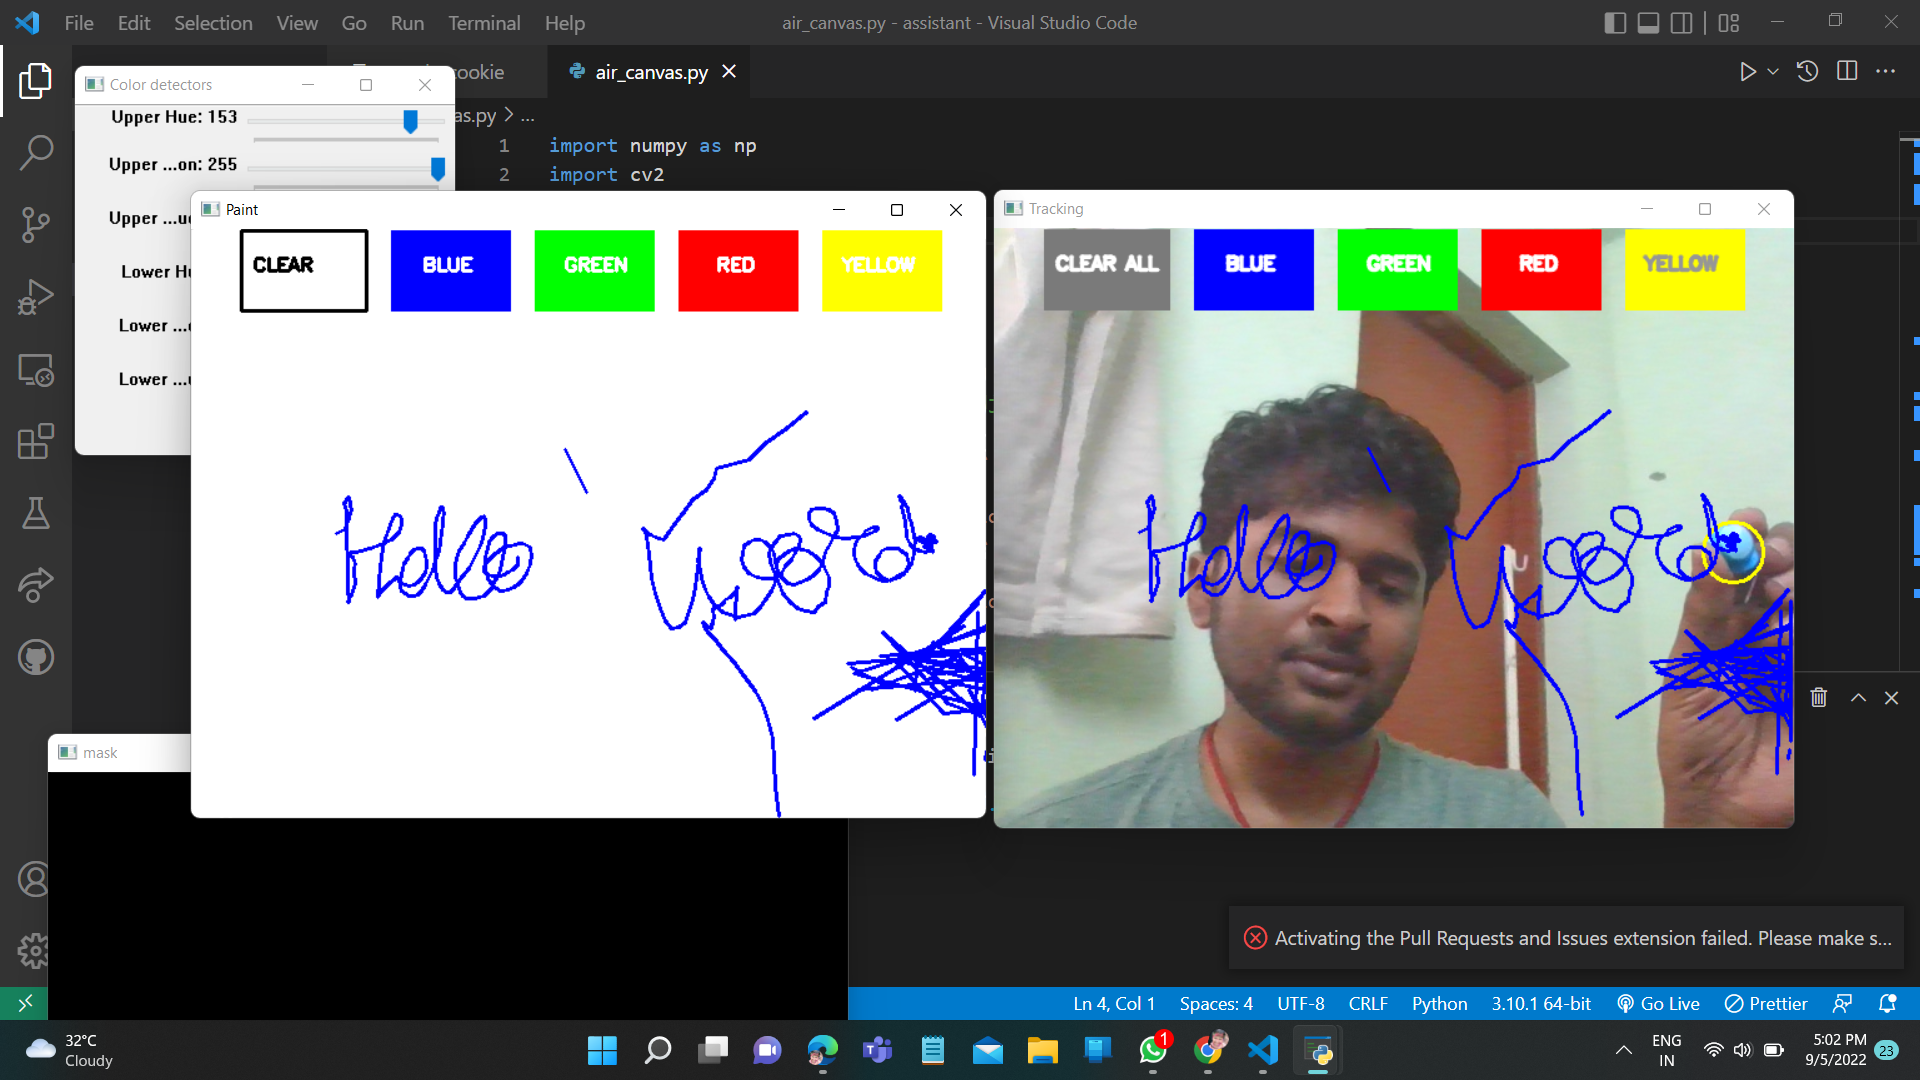 File Edit Selection View Go Run Terminal Help
air_canvas.py - assistant - Visual Studio Code
cookie
air_canvas.py
as.py > ...
1 import numpy as np
2 import cv2
Color detectors
Upper Hue: 153
Upper ...on: 255
Upper
Lower
Lower
Lower
Paint
CLEAR
BLUE
GREEN
RED
YELLOW
Hello
Tracking
CLEAR ALL
BLUE
GREEN
RED
YELLOW
Hello
mask
Activating the Pull Requests and Issues extension failed. Please make s...
Ln 4, Col 1 Spaces: 4 UTF-8 CRLF Python 3.10.1 64-bit Go Live Prettier
32°C
Cloudy
1
ENG
IN
5:02 PM
9/5/2022
23